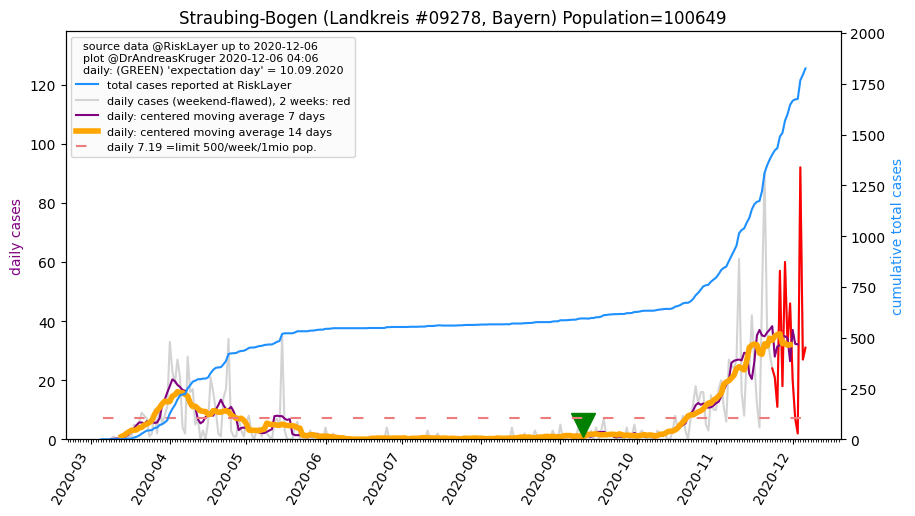 Straubing-Bogen (Landkreis #09278, Bayern) Population=100649
source data @RiskLayer up to 2020-12-06
plot @DrAndreasKruger 2020-12-06 04:06
daily: (GREEN) 'expectation day' = 10.09.2020
total cases reported at RiskLayer
daily cases (weekend-flawed), 2 weeks: red
daily: centered moving average 7 days
daily: centered moving average 14 days
daily 7.19 =limit 500/week/1mio pop.
daily cases
120
100
80
60
40
20
0
cumulative total cases
2000
1750
1500
1250
1000
750
500
250
0
2020-03
2020-04
2020-05
2020-06
2020-07
2020-08
2020-09
2020-10
2020-11
2020-12